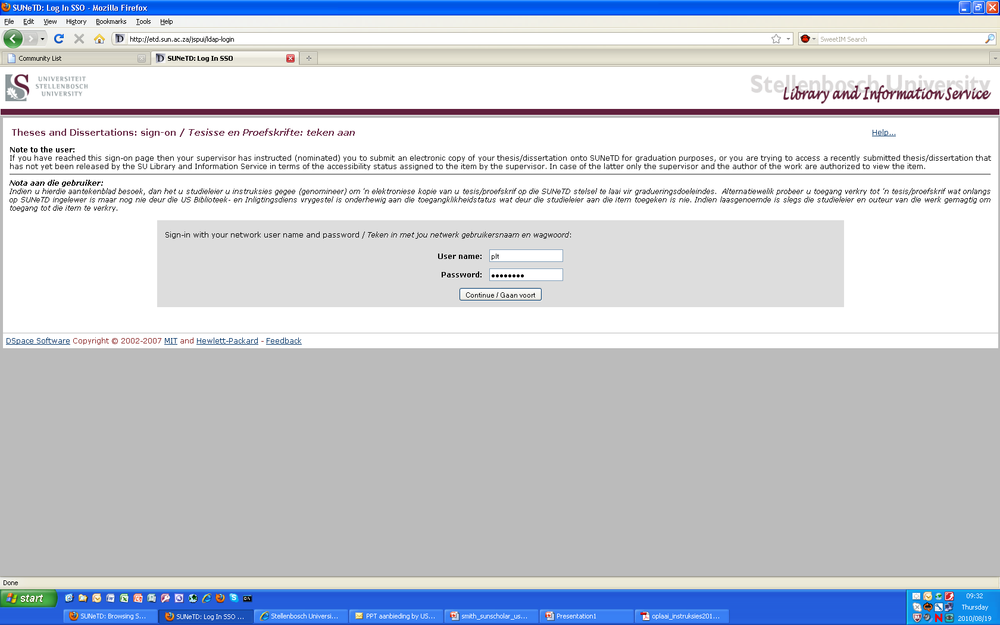 SUNeTD: Log In SSO - Mozilla Firefox
File Edit View History Bookmarks Tools Help
http://etd.sun.ac.za/jspui/ldap-login
SweetIM Search
Community List
SUNeTD: Log In SSO
UNIVERSITEIT
STELLENBOSCH
UNIVERSITY
Stellenbosch University
Library and Information Service
Theses and Dissertations: sign-on / Tesisse en Proefskrifte: teken aan
Help...
Note to the user:
If you have reached this sign-on page then your supervisor has instructed (nominated) you to submit an electronic copy of your thesis/dissertation onto SUNeTD for graduation purposes, or you are trying to access a recently submitted thesis/dissertation that
has not yet been released by the SU Library and Information Service in terms of the accessibility status assigned to the item by the supervisor. In case of the latter only the supervisor and the author of the work are authorized to view the item.
Nota aan die gebruiker:
Indien u hierdie aantekenblad besoek, dan het u studieleier u instruksies gegee (genomineer) om 'n elektroniese kopie van u tesis/proefskrif op die SUNeTD stelsel te laai vir gradueringsdoeleindes. Alternatiewelik probeer u toegang verkry tot 'n tesis/proefskrif wat onlangs
op SUNeTD ingelewer is maar nog nie deur die US Biblioteek- en Inligtingsdiens vrygestel is onderhewig aan die toegangklikheidstatus wat deur die studieleier aan die item toegeken is nie. Indien laasgenoemde is slegs die studieleier en outeur van die werk gemagtig om
toegang tot die item te verkry.
Sign-in with your network user name and password / Teken in met jou netwerk gebruikersnaam en wagwoord:
User name: plt
Password: ●●●●●●●●
Continue / Gaan voort
DSpace Software Copyright © 2002-2007 MIT and Hewlett-Packard - Feedback
Done
start
09:32
Thursday
2010/08/19
SUNeTD: Browsing S...
SUNeTD: Log In SSO ...
Stellenbosch Universi...
PPT aanbieding by US...
smith_sunscholar_us...
Presentation1
oplaai_instruksies201...